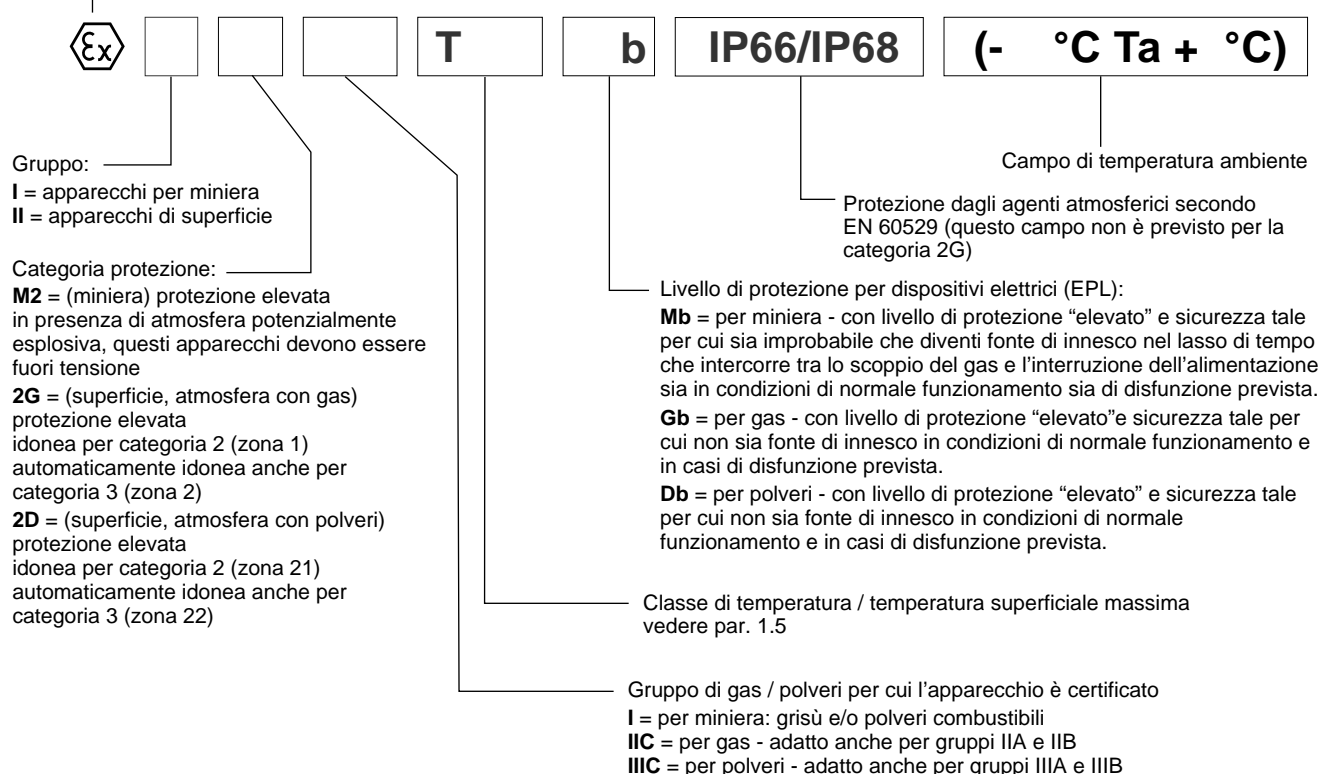 Ex T b IP66/IP68 (- °C Ta + °C)
Gruppo:
I = apparecchi per miniera
II = apparecchi di superficie
Categoria protezione:
M2 = (miniera) protezione elevata
in presenza di atmosfera potenzialmente
esplosiva, questi apparecchi devono essere
fuori tensione
2G = (superficie, atmosfera con gas)
protezione elevata
idonea per categoria 2 (zona 1)
automaticamente idonea anche per
categoria 3 (zona 2)
2D = (superficie, atmosfera con polveri)
protezione elevata
idonea per categoria 2 (zona 21)
automaticamente idonea anche per
categoria 3 (zona 22)
Campo di temperatura ambiente
Protezione dagli agenti atmosferici secondo
EN 60529 (questo campo non è previsto per la
categoria 2G)
Livello di protezione per dispositivi elettrici (EPL):
Mb = per miniera - con livello di protezione “elevato” e sicurezza tale
per cui sia improbabile che diventi fonte di innesco nel lasso di tempo
che intercorre tra lo scoppio del gas e l’interruzione dell’alimentazione
sia in condizioni di normale funzionamento sia di disfunzione prevista.
Gb = per gas - con livello di protezione “elevato”e sicurezza tale per
cui non sia fonte di innesco in condizioni di normale funzionamento e
in casi di disfunzione prevista.
Db = per polveri - con livello di protezione “elevato” e sicurezza tale
per cui non sia fonte di innesco in condizioni di normale
funzionamento e in casi di disfunzione prevista.
Classe di temperatura / temperatura superficiale massima
vedere par. 1.5
Gruppo di gas / polveri per cui l’apparecchio è certificato
I = per miniera: grisù e/o polveri combustibili
IIC = per gas - adatto anche per gruppi IIA e IIB
IIIC = per polveri - adatto anche per gruppi IIIA e IIIB